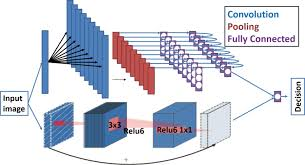 Convolution
Pooling
Fully Connected
Input
image
3x3
Relu6
Relu6 1x1
Decision